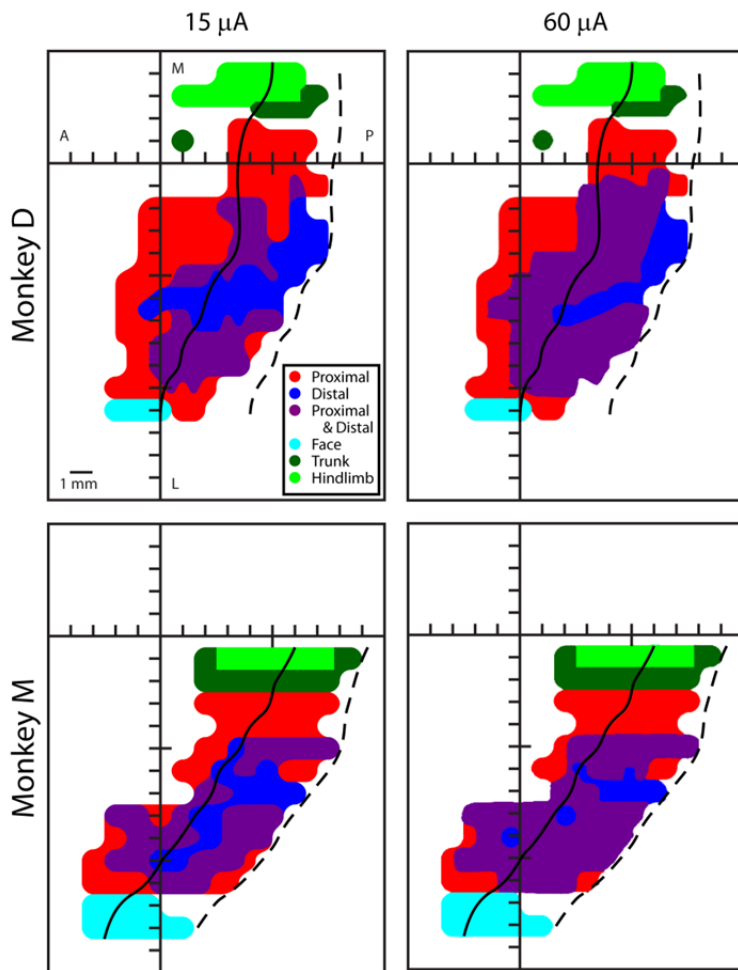 15 µA
60 µA
Monkey D
M
A
P
L
1 mm
Proximal
Distal
Proximal
& Distal
Face
Trunk
Hindlimb
Monkey M